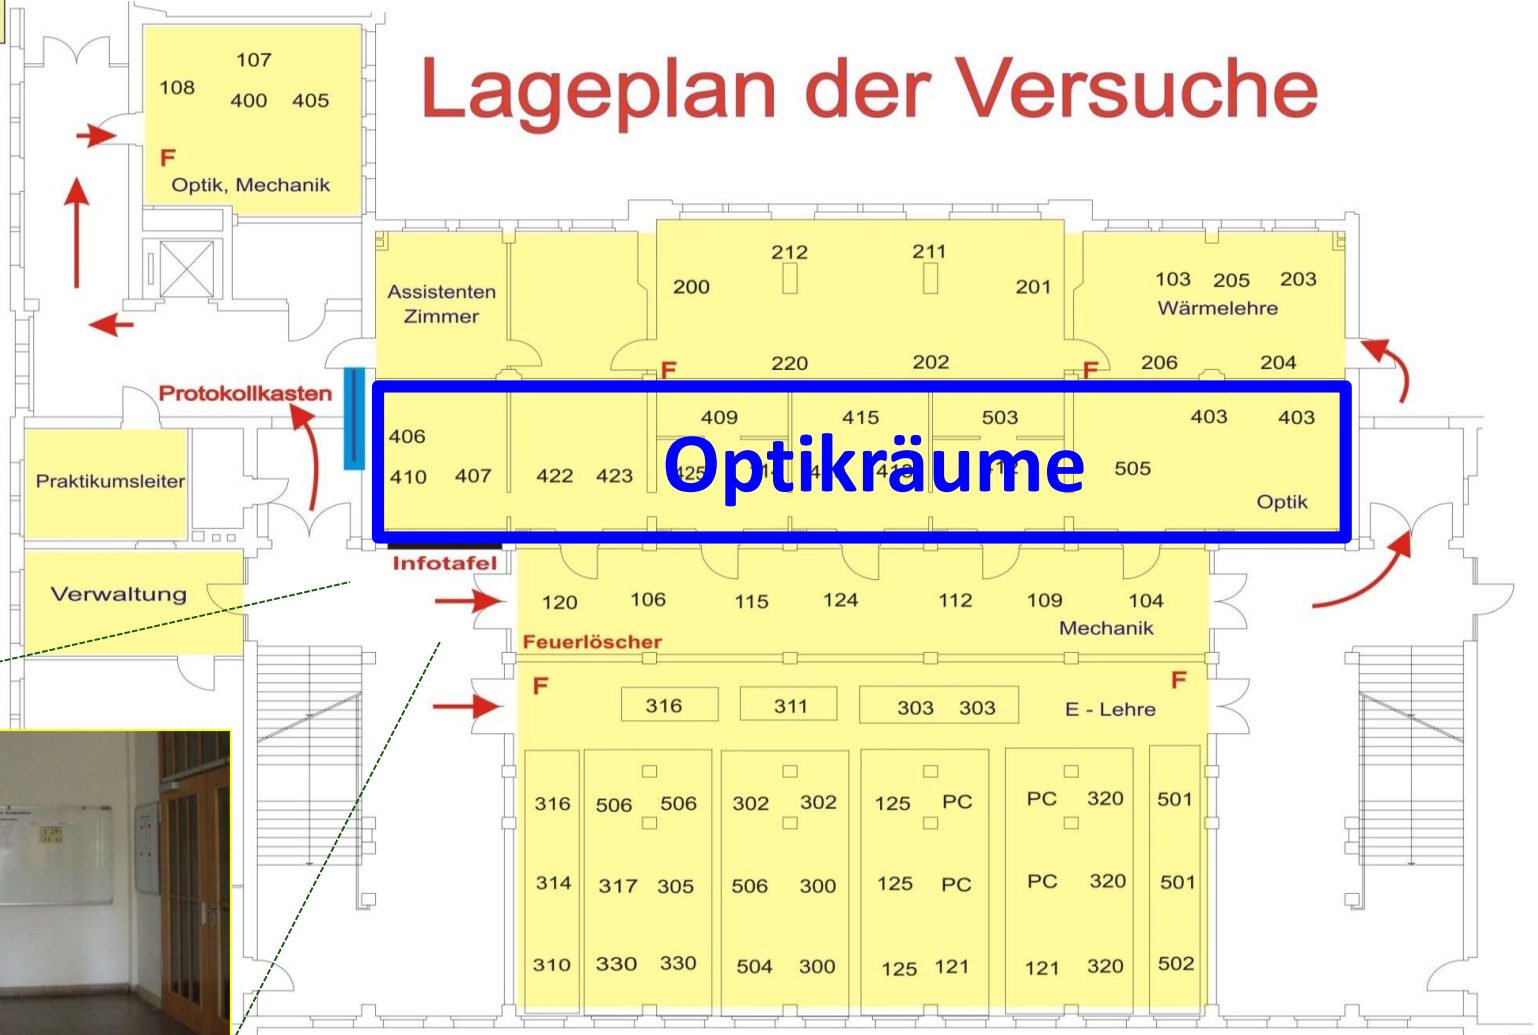 Lageplan der Versuche
107
108 400 405
F
Optik, Mechanik
Assistenten
Zimmer
212 211
200 201
220 202
F
103 205 203
Wärmelehre
206 204
F
Protokollkasten
Praktikumsleiter
Verwaltung
409 415 503 403 403
406
410 407 422 423 425 505
Optikräume
Optik
Infotafel
120 106 115 124 112 109 104
Mechanik
Feuerlöscher
F F
316 311 303 303 E - Lehre
316 506 506 302 302 125 PC PC 320 501
314 317 305 506 300 125 PC PC 320 501
310 330 330 504 300 125 121 121 320 502